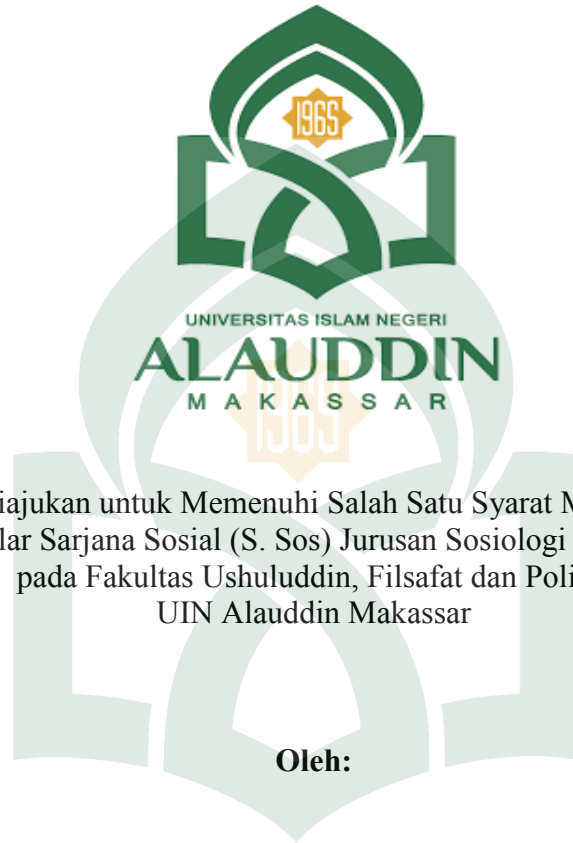 1965
UNIVERSITAS ISLAM NEGERI
ALAUDDIN
MAKASSAR
1965
iajukan untuk Memenuhi Salah Satu Syarat M
lar Sarjana Sosial (S. Sos) Jurusan Sosiologi
pada Fakultas Ushuluddin, Filsafat dan Poli
UIN Alauddin Makassar
Oleh: